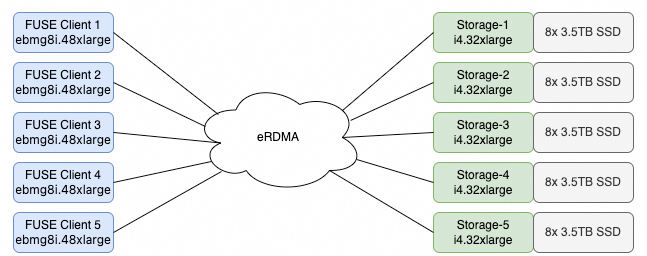 FUSE Client 1
ebmg8i.48xlarge
Storage-1
i4.32xlarge
8x 3.5TB SSD
FUSE Client 2
ebmg8i.48xlarge
Storage-2
i4.32xlarge
8x 3.5TB SSD
FUSE Client 3
ebmg8i.48xlarge
eRDMA
Storage-3
i4.32xlarge
8x 3.5TB SSD
FUSE Client 4
ebmg8i.48xlarge
Storage-4
i4.32xlarge
8x 3.5TB SSD
FUSE Client 5
ebmg8i.48xlarge
Storage-5
i4.32xlarge
8x 3.5TB SSD